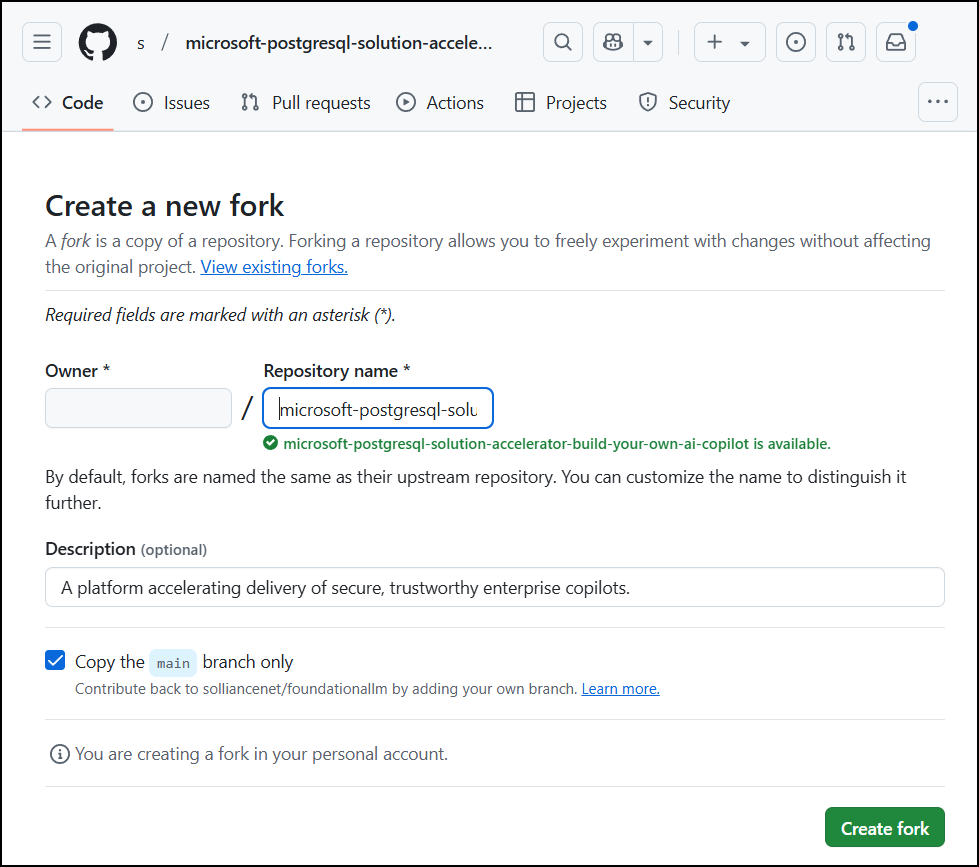 s / microsoft-postgresql-solution-accele...
Code Issues Pull requests Actions Projects Security
Create a new fork
A fork is a copy of a repository. Forking a repository allows you to freely experiment with changes without affecting
the original project. View existing forks.
Required fields are marked with an asterisk (*).
Owner * Repository name *
/ microsoft-postgresql-solu
microsoft-postgresql-solution-accelerator-build-your-own-ai-copilot is available.
By default, forks are named the same as their upstream repository. You can customize the name to distinguish it
further.
Description (optional)
A platform accelerating delivery of secure, trustworthy enterprise copilots.
Copy the main branch only
Contribute back to solliancenet/foundationallm by adding your own branch. Learn more.
You are creating a fork in your personal account.
Create fork